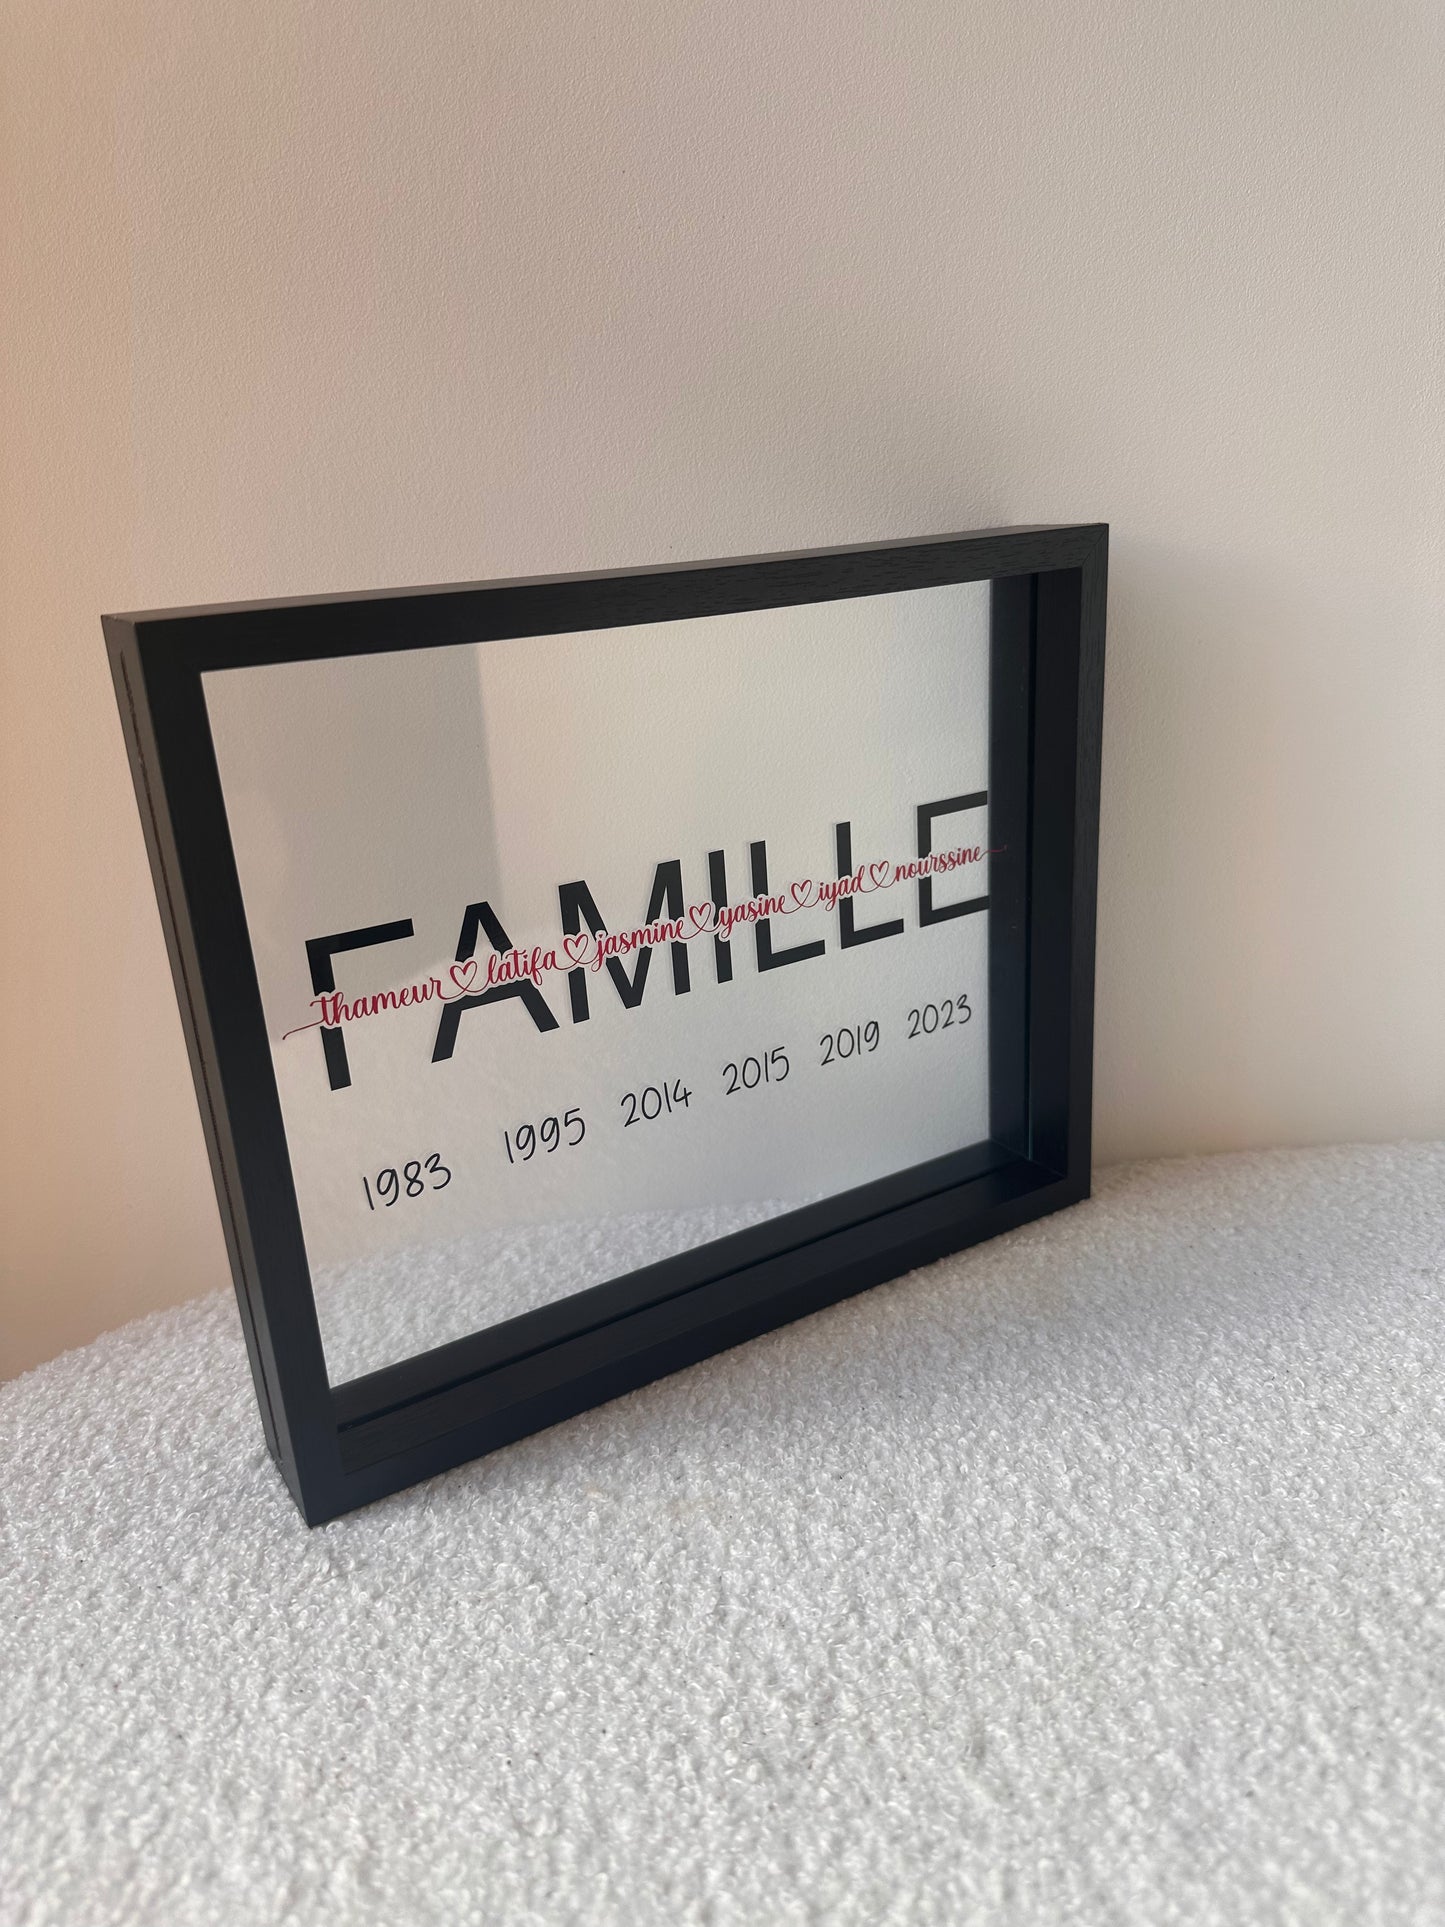 FAMILLE
thameur♡latifa♡jasmine♡yasine♡iyad♡nourssine
1983 1995 2014 2015 2019 2023